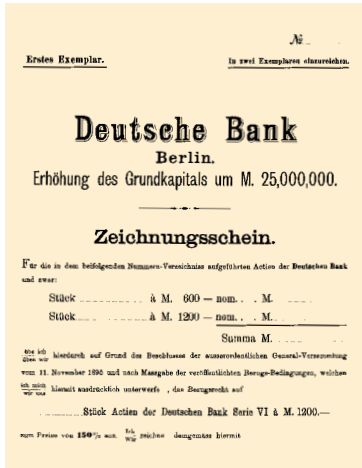 №
Erstes Exemplar.
In zwei Exemplaren einzureichen.
Deutsche Bank
Berlin.
Erhöhung des Grundkapitals um M. 25,000,000.
Zeichnungsschein.
Für die in dem beifolgenden Nummern-Verzeichniss aufgeführten Actien der Deutschen Bank
und zwar:
Stück à M. 600 — nom. . M.
Stück à M. 1200 — nom. . M.
Summa M.
übe ich
üben wir
hierdurch auf Grund des Beschlusses der ausserordentlichen General-Versammlung
vom 11. November 1895 und nach Massgabe der veröffentlichten Bezugs-Bedingungen, welchen
ich mich
wir uns
hiermit ausdrücklich unterwerfe , das Bezugsrecht auf
Stück Actien der Deutschen Bank Serie VI à M. 1200.—
zum Preise von 150% aus. Ich
Wir
zeichne demgemäss hiermit